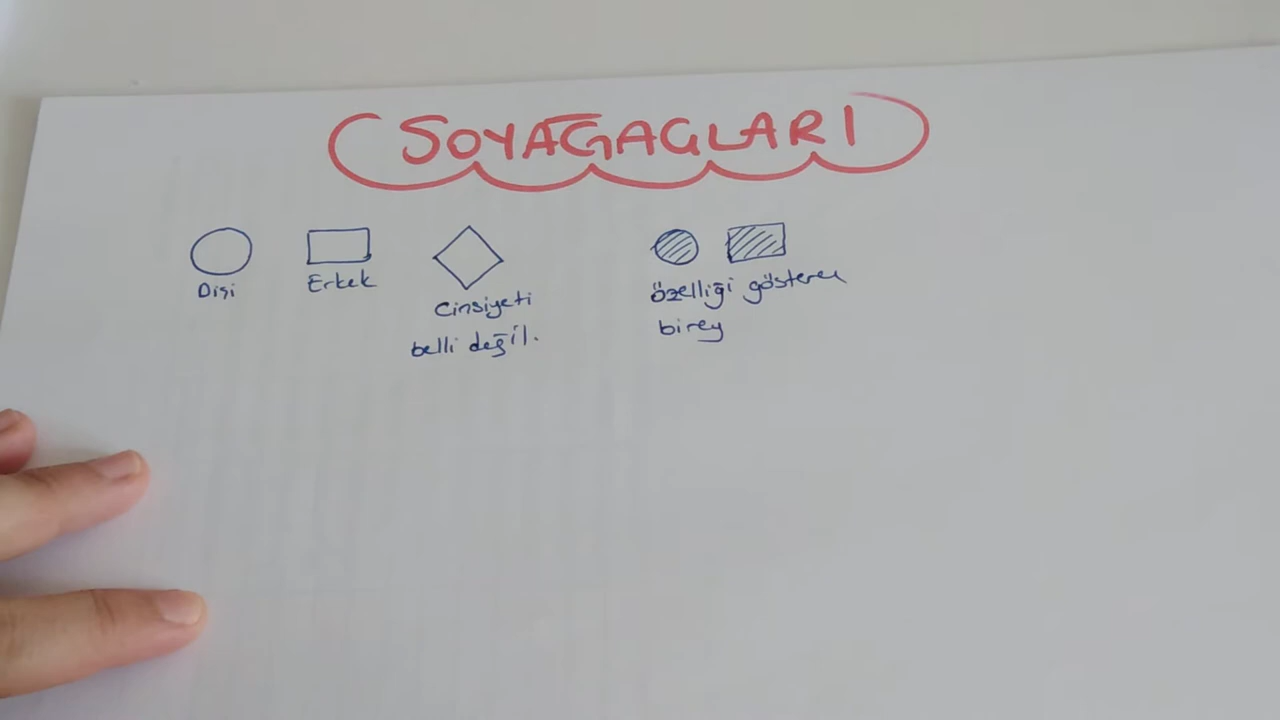 SOYAĞAÇLARI
Dişi
Erkek
Cinsiyeti
belli değil.
özelliği gösteren
birey